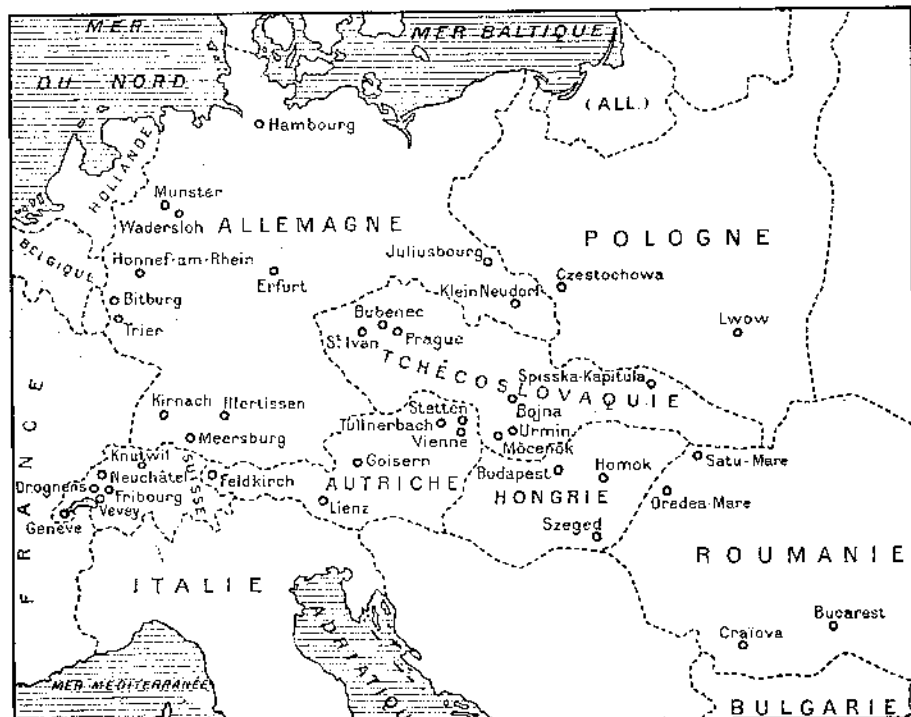 MER
DU NORD
MER BALTIQUE
(ALL.)
Hambourg
HOLLANDE
Munster
Wadersloh
ALLEMAGNE
BELGIQUE
POLOGNE
Honnef-am-Rhein
Erfurt
Juliusbourg
Czestochowa
Bitburg
Klein Neudorf
Trier
Bubenec
St Ivan
Prague
Lwow
TCHÉCOSLOVAQUIE
Spisska-Kapitula
FRANCE
Kirnach
Illertissen
Stetten
Bojna
Tullnerbach
Urmin
Meersburg
Vienne
Močenok
Knutwil
SUISSE
Goisern
Budapest
Homok
Satu-Mare
Neuchâtel
Feldkirch
AUTRICHE
HONGRIE
Drognens
Fribourg
Oredea-Mare
Vevey
Lienz
Genève
Szeged
ROUMANIE
ITALIE
ADRIATIQ
Bucarest
Craïova
MER MÉDITERRANÉE
BULGARIE